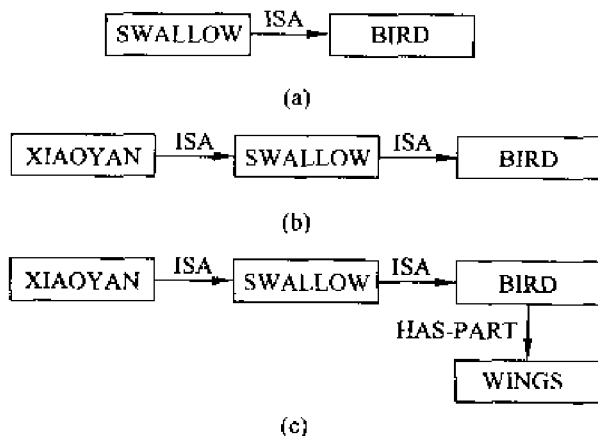 ISA
SWALLOW BIRD
(a)
ISA ISA
XIAOYAN SWALLOW BIRD
(b)
ISA ISA
XIAOYAN SWALLOW BIRD
HAS-PART
WINGS
(c)